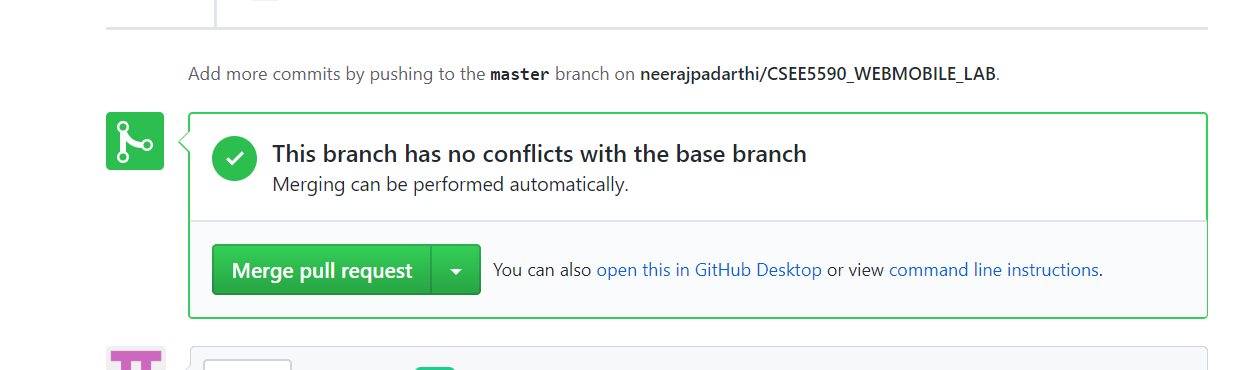 Add more commits by pushing to the master branch on neerajpadarthi/CSEE5590_WEBMOBILE_LAB.
This branch has no conflicts with the base branch
Merging can be performed automatically.
Merge pull request You can also open this in GitHub Desktop or view command line instructions.